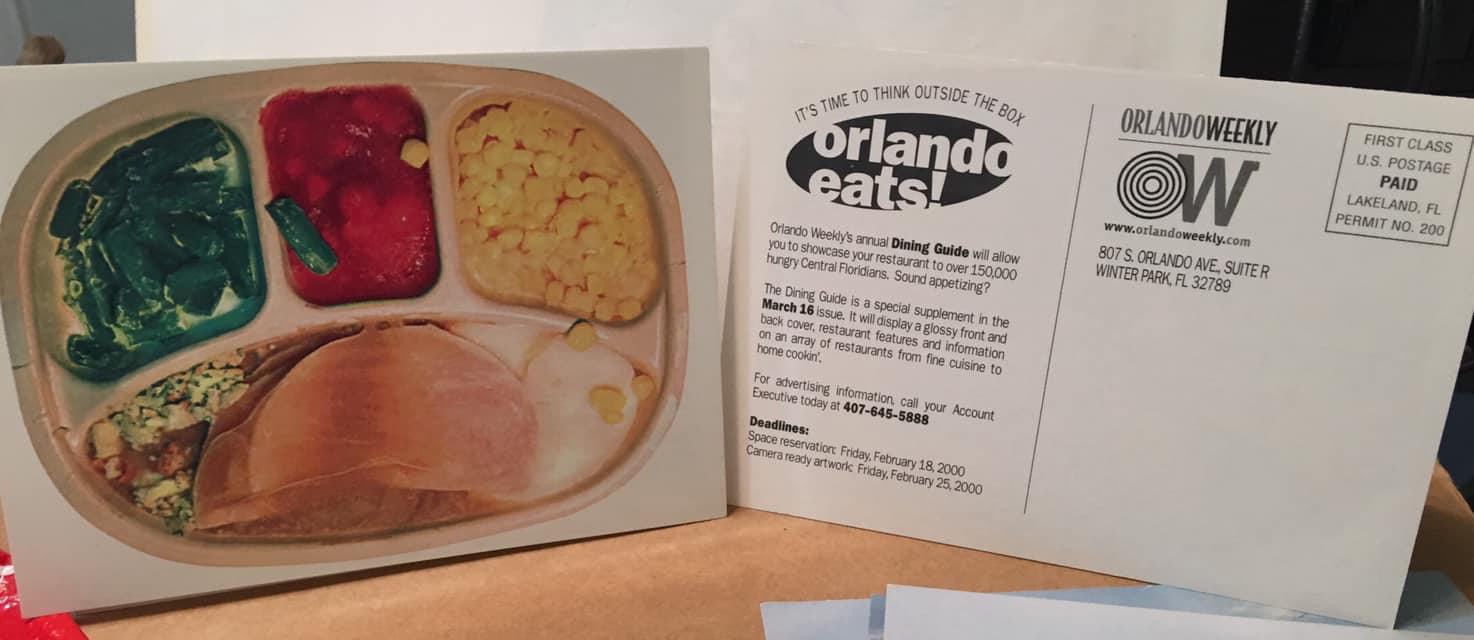 IT'S TIME TO THINK OUTSIDE THE BOX
orlando
eats!
Orlando Weekly's annual Dining Guide will allow
you to showcase your restaurant to over 150,000
hungry Central Floridians. Sound appetizing?
The Dining Guide is a special supplement in the
March 16 issue. It will display a glossy front and
back cover, restaurant features and information
on an array of restaurants from fine cuisine to
home cookin'.
For advertising information, call your Account
Executive today at 407-645-5888
Deadlines:
Space reservation: Friday, February 18, 2000
Camera ready artwork: Friday, February 25, 2000
ORLANDOWEEKLY
OW
www.orlandoweekly.com
807 S. ORLANDO AVE., SUITE R
WINTER PARK, FL 32789
FIRST CLASS
U.S. POSTAGE
PAID
LAKELAND, FL
PERMIT NO. 200